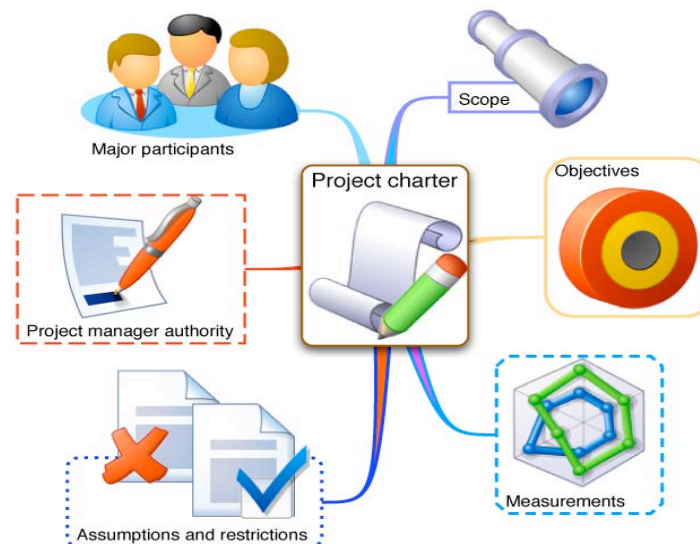 Major participants
Scope
Project charter
Objectives
Project manager authority
Measurements
Assumptions and restrictions